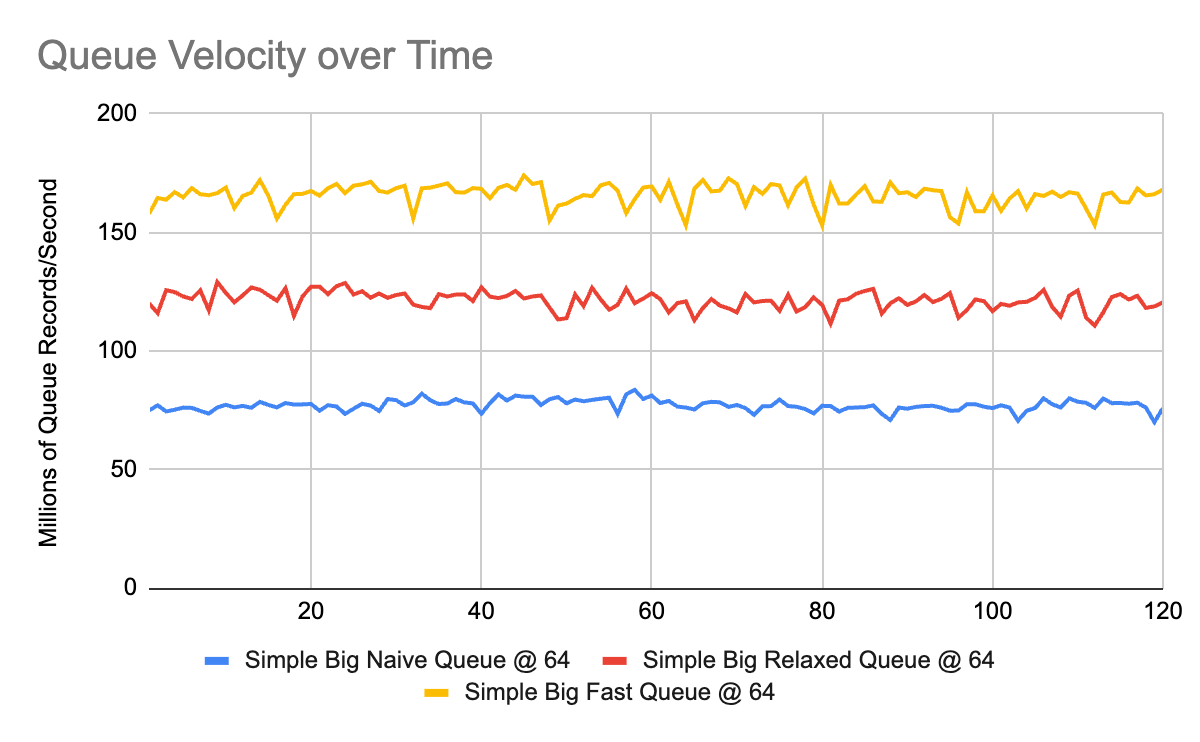 Queue Velocity over Time
Millions of Queue Records/Second
200
150
100
50
0
20 40 60 80 100 120
Simple Big Naive Queue @ 64 Simple Big Relaxed Queue @ 64
Simple Big Fast Queue @ 64